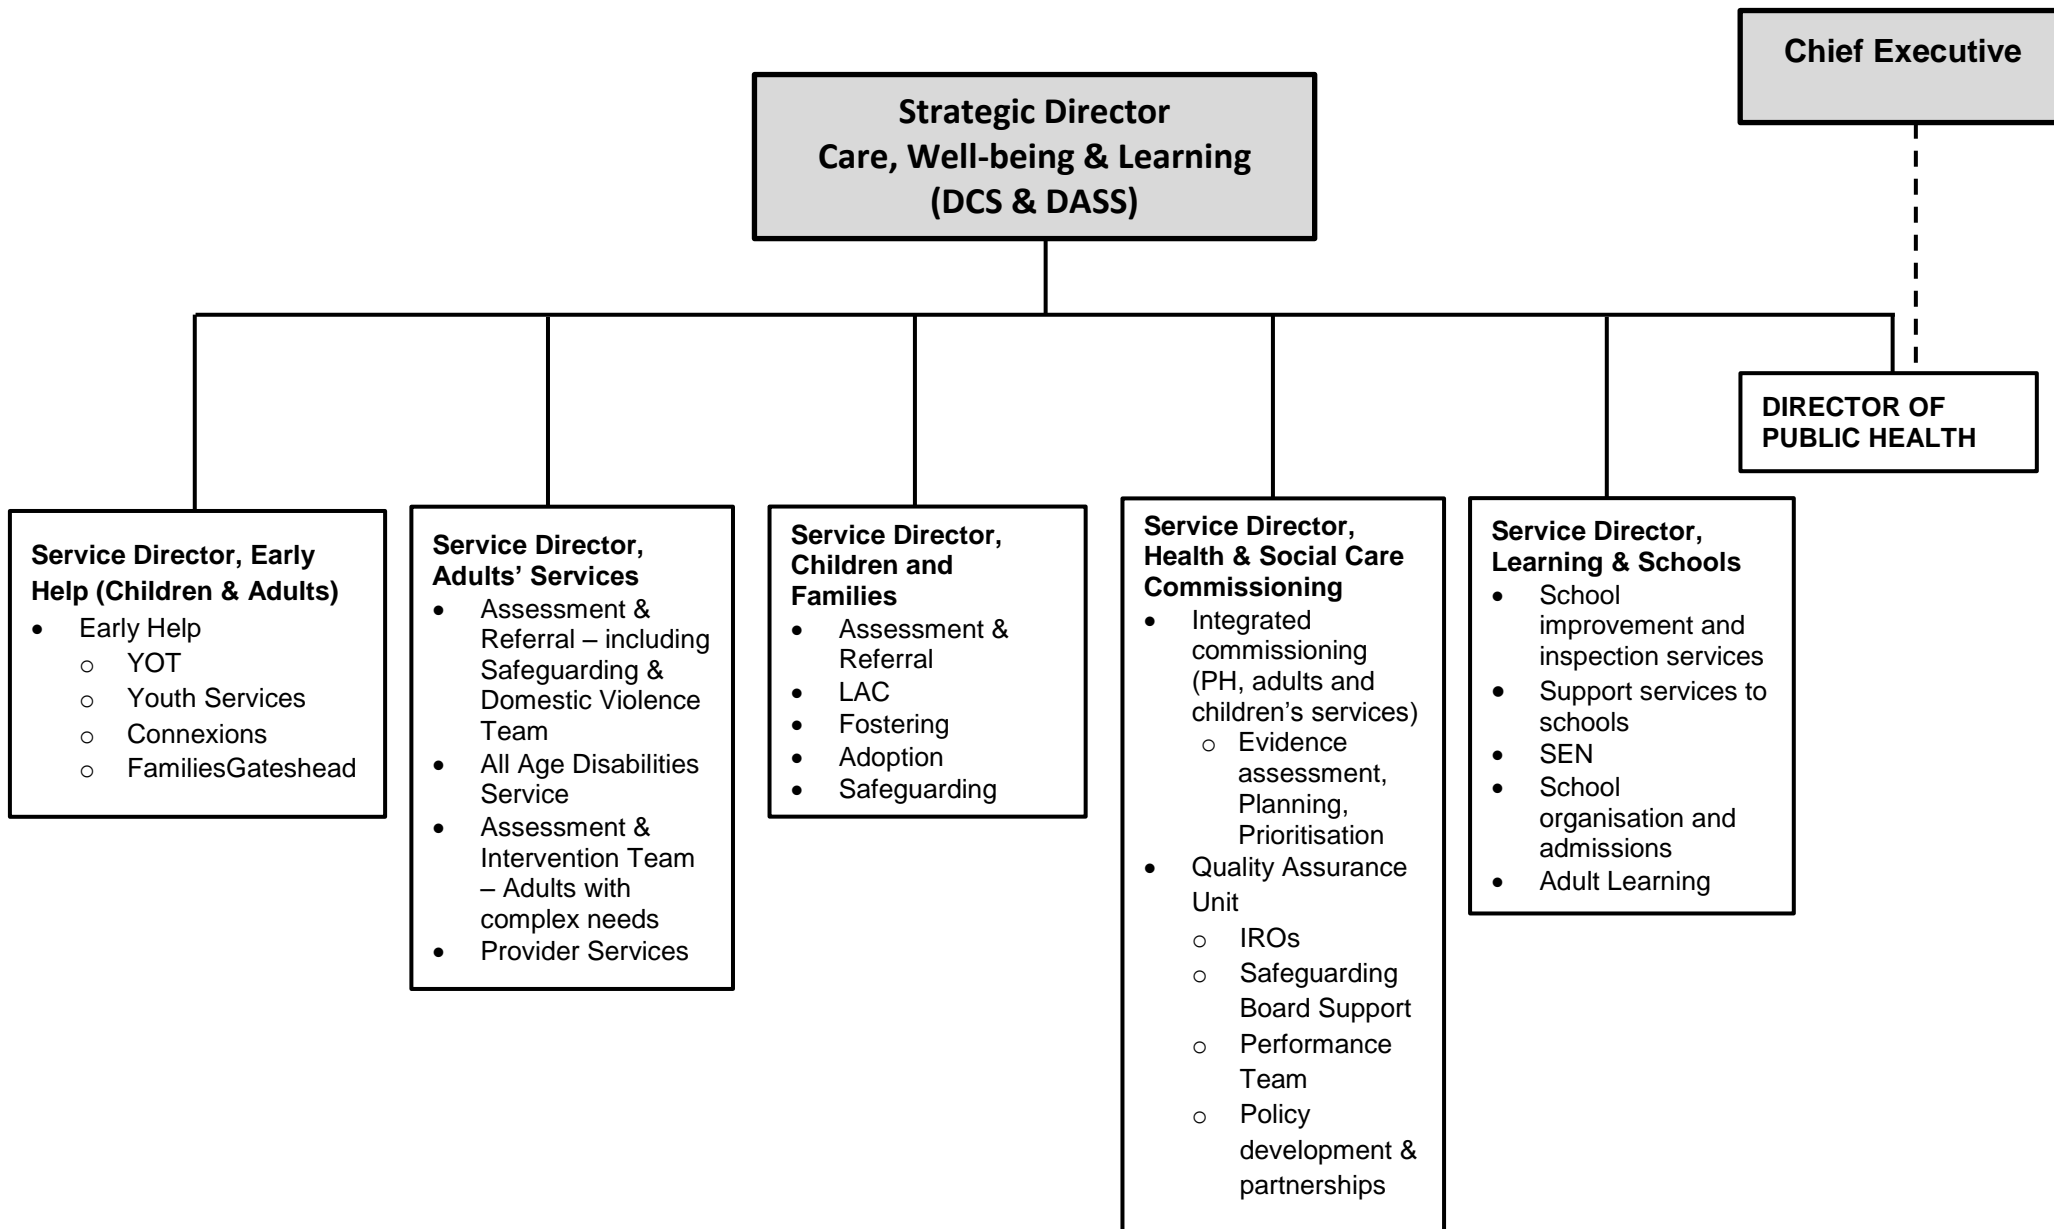 Chief Executive
Strategic Director
Care, Well-being & Learning
(DCS & DASS)
DIRECTOR OF
PUBLIC HEALTH
Service Director, Early
Help (Children & Adults)
• Early Help
o YOT
o Youth Services
o Connexions
o FamiliesGateshead
Service Director,
Adults’ Services
• Assessment &
Referral – including
Safeguarding &
Domestic Violence
Team
• All Age Disabilities
Service
• Assessment &
Intervention Team
– Adults with
complex needs
• Provider Services
Service Director,
Children and
Families
• Assessment &
Referral
• LAC
• Fostering
• Adoption
• Safeguarding
Service Director,
Health & Social Care
Commissioning
• Integrated
commissioning
(PH, adults and
children’s services)
o Evidence
assessment,
Planning,
Prioritisation
• Quality Assurance
Unit
o IROs
o Safeguarding
Board Support
o Performance
Team
o Policy
development &
partnerships
Service Director,
Learning & Schools
• School
improvement and
inspection services
• Support services to
schools
• SEN
• School
organisation and
admissions
• Adult Learning